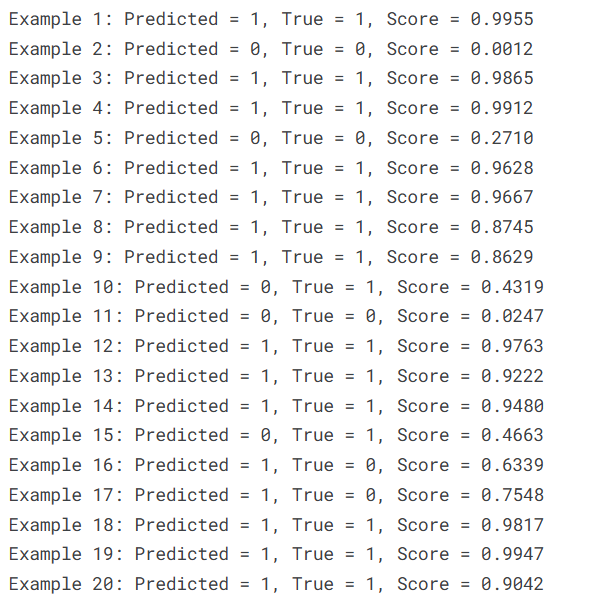 Example 1: Predicted = 1, True = 1, Score = 0.9955
Example 2: Predicted = 0, True = 0, Score = 0.0012
Example 3: Predicted = 1, True = 1, Score = 0.9865
Example 4: Predicted = 1, True = 1, Score = 0.9912
Example 5: Predicted = 0, True = 0, Score = 0.2710
Example 6: Predicted = 1, True = 1, Score = 0.9628
Example 7: Predicted = 1, True = 1, Score = 0.9667
Example 8: Predicted = 1, True = 1, Score = 0.8745
Example 9: Predicted = 1, True = 1, Score = 0.8629
Example 10: Predicted = 0, True = 1, Score = 0.4319
Example 11: Predicted = 0, True = 0, Score = 0.0247
Example 12: Predicted = 1, True = 1, Score = 0.9763
Example 13: Predicted = 1, True = 1, Score = 0.9222
Example 14: Predicted = 1, True = 1, Score = 0.9480
Example 15: Predicted = 0, True = 1, Score = 0.4663
Example 16: Predicted = 1, True = 0, Score = 0.6339
Example 17: Predicted = 1, True = 0, Score = 0.7548
Example 18: Predicted = 1, True = 1, Score = 0.9817
Example 19: Predicted = 1, True = 1, Score = 0.9947
Example 20: Predicted = 1, True = 1, Score = 0.9042